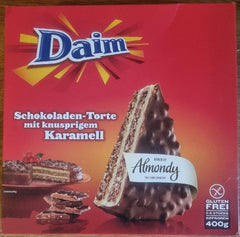 Daim
Schokoladen-Torte
mit knusprigem
Karamell
Almondy
GLUTEN
FREI
400g